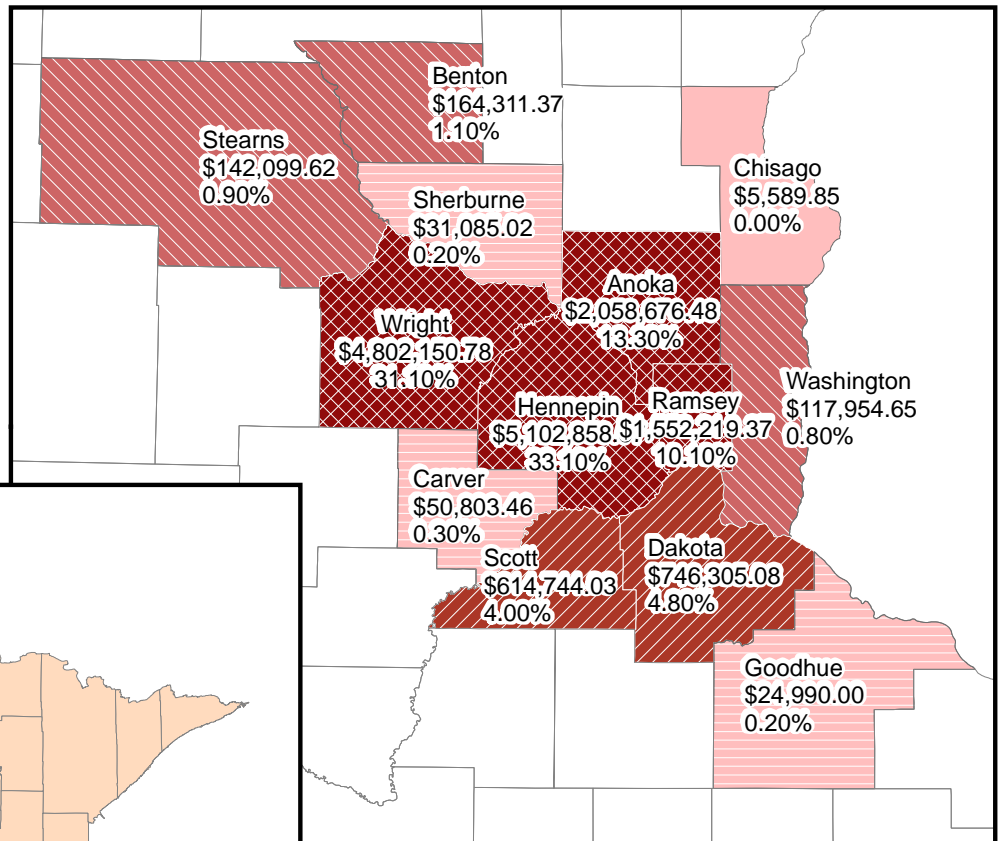 Benton
$164,311.37
1.10%
Stearns
$142,099.62
0.90%
Chisago
$5,589.85
0.00%
Sherburne
$31,085.02
0.20%
Anoka
$2,058,676.48
13.30%
Wright
$4,802,150.78
31.10%
Washington
$117,954.65
0.80%
Hennepin
$5,102,858.
33.10%
Ramsey
$1,552,219.37
10.10%
Carver
$50,803.46
0.30%
Scott
$614,744.03
4.00%
Dakota
$746,305.08
4.80%
Goodhue
$24,990.00
0.20%